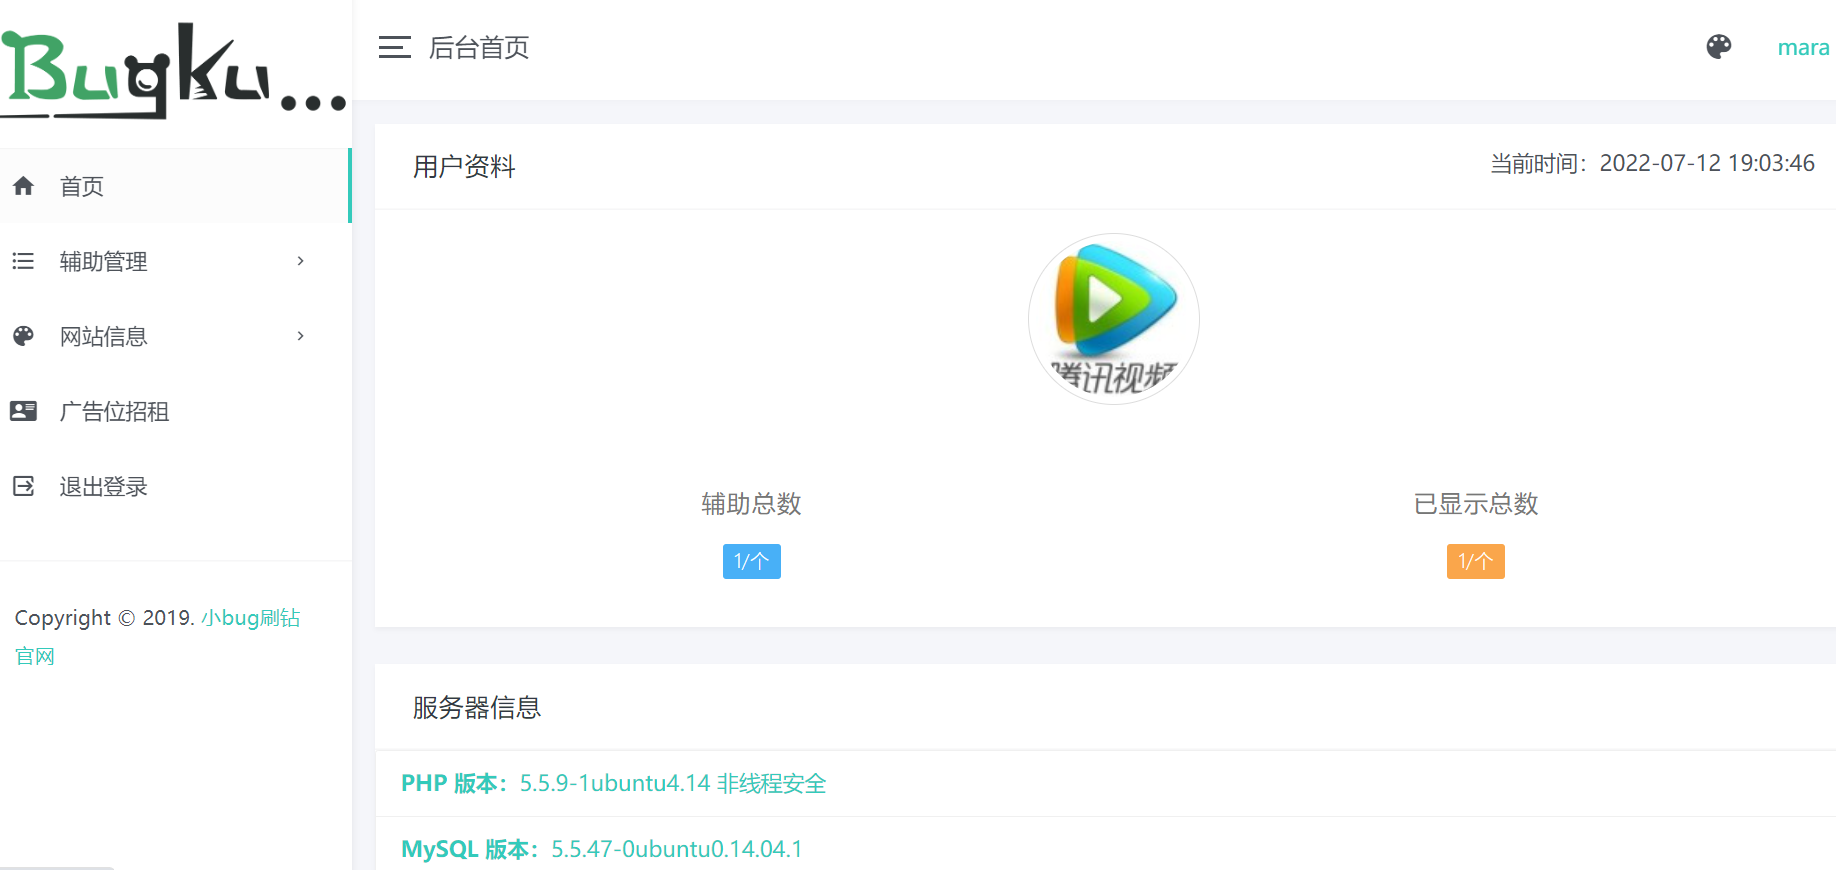 Bugku...
后台首页
mara
首页
辅助管理
网站信息
广告位招租
退出登录
Copyright © 2019. 小bug刷钻
官网
用户资料
当前时间：2022-07-12 19:03:46
腾讯视频
辅助总数
已显示总数
1/个
1/个
服务器信息
PHP 版本：5.5.9-1ubuntu4.14 非线程安全
MySQL 版本：5.5.47-0ubuntu0.14.04.1